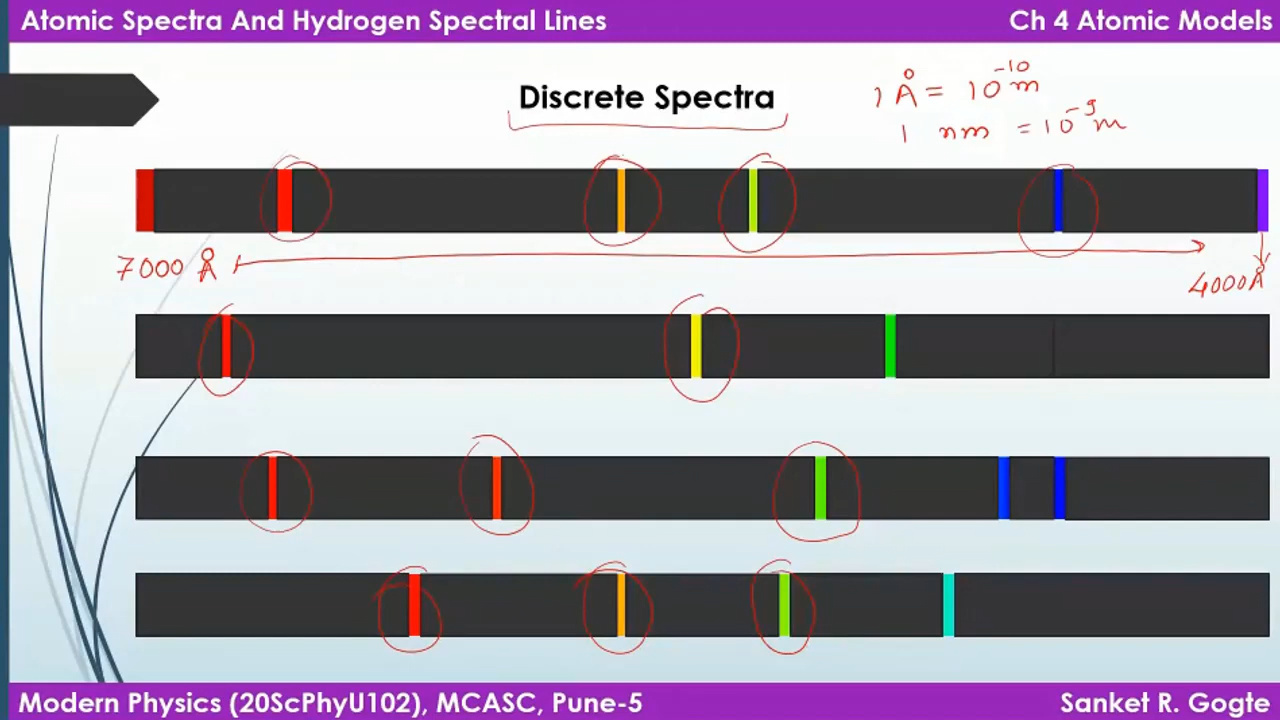 Atomic Spectra And Hydrogen Spectral Lines
Ch 4 Atomic Models
Discrete Spectra
1 Å = 10⁻¹⁰ m
1 nm = 10⁻⁹ m
7000 Å
4000Å
Modern Physics (20ScPhyU102), MCASC, Pune-5
Sanket R. Gogte